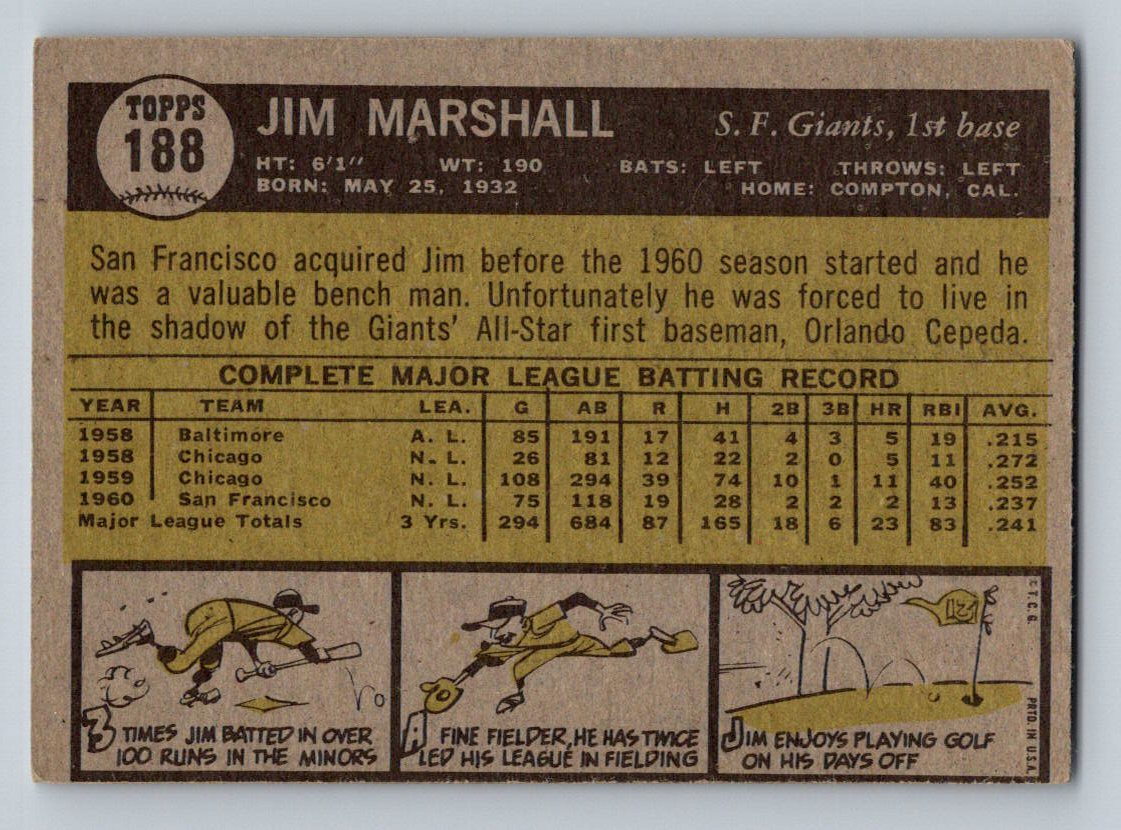 TOPPS
188
JIM MARSHALL
S. F. Giants, 1st base
HT: 6'1" WT: 190 BATS: LEFT THROWS: LEFT
BORN: MAY 25, 1932 HOME: COMPTON, CAL.
San Francisco acquired Jim before the 1960 season started and he
was a valuable bench man. Unfortunately he was forced to live in
the shadow of the Giants' All-Star first baseman, Orlando Cepeda.
COMPLETE MAJOR LEAGUE BATTING RECORD
YEAR TEAM LEA. G AB R H 2B 3B HR RBI AVG.
1958 Baltimore A. L. 85 191 17 41 4 3 5 19 .215
1958 Chicago N. L. 26 81 12 22 2 0 5 11 .272
1959 Chicago N. L. 108 294 39 74 10 1 11 40 .252
1960 San Francisco N. L. 75 118 19 28 2 2 2 13 .237
Major League Totals 3 Yrs. 294 684 87 165 18 6 23 83 .241
3 TIMES JIM BATTED IN OVER
100 RUNS IN THE MINORS
A FINE FIELDER, HE HAS TWICE
LED HIS LEAGUE IN FIELDING
JIM ENJOYS PLAYING GOLF
ON HIS DAYS OFF
© T. C. G.
PRTD. IN U.S.A.